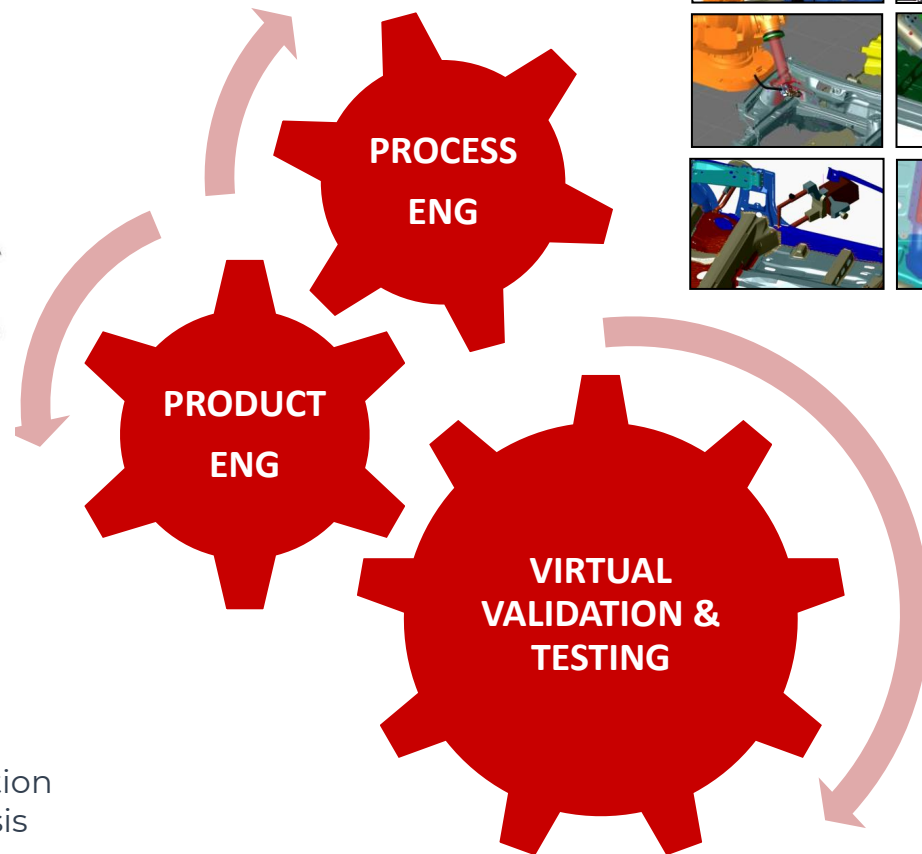 PROCESS
ENG
PRODUCT
ENG
VIRTUAL
VALIDATION &
TESTING